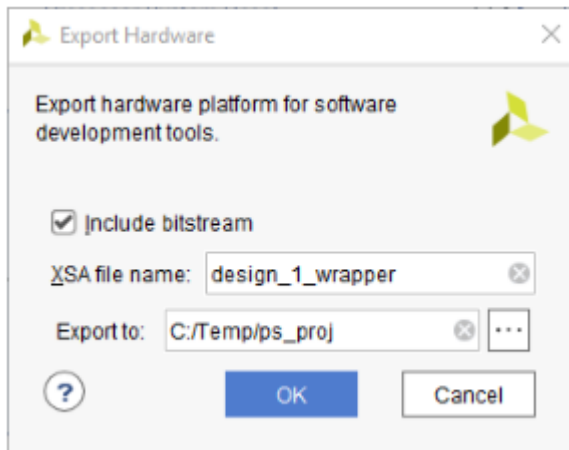 Export Hardware
Export hardware platform for software
development tools.
Include bitstream
XSA file name: design_1_wrapper
Export to: C:/Temp/ps_proj ...
? OK Cancel